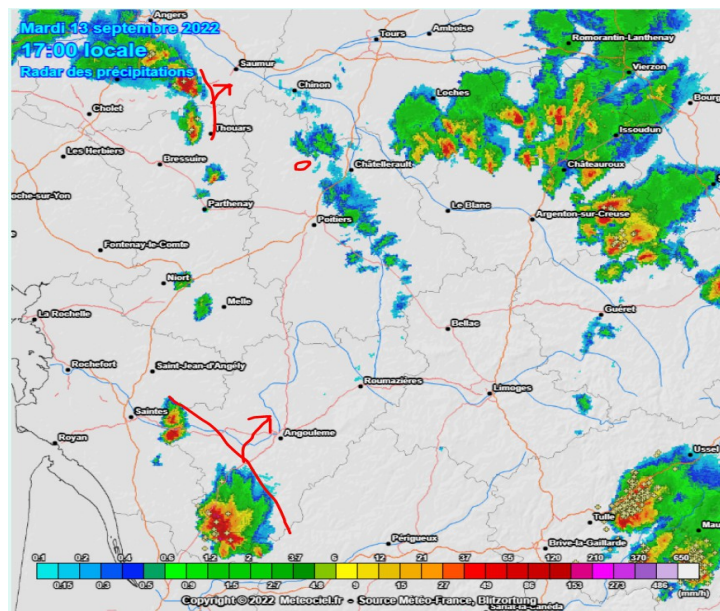 Mardi 13 septembre 2022
17:00 locale
Radar des précipitations
Angers
Tours
Amboise
Romorantin-Lanthenay
Saumur
Vierzon
Chinon
Loches
Cholet
Thouars
Issoudun
Les Herbiers
Bressuire
Châtellerault
Châteauroux
Parthenay
Le Blanc
Argenton-sur-Creuse
Poitiers
Fontenay-le-Comte
Niort
Melle
La Rochelle
Bellac
Guéret
Rochefort
Saint-Jean-d'Angély
Roumazières
Limoges
Saintes
Royan
Angouleme
Ussel
Tulle
Périgueux
Brive-la-Gaillarde
0.1 0.2 0.4 0.6 1.2 2 3.7 6 12 21 37 65 120 210 370 650
0.15 0.3 0.5 0.9 1.5 2.7 4.8 9 15 27 49 86 153 273 486 (mm/h)
Copyright © 2022 Meteociel.fr - Source Météo-France, Blitzortung